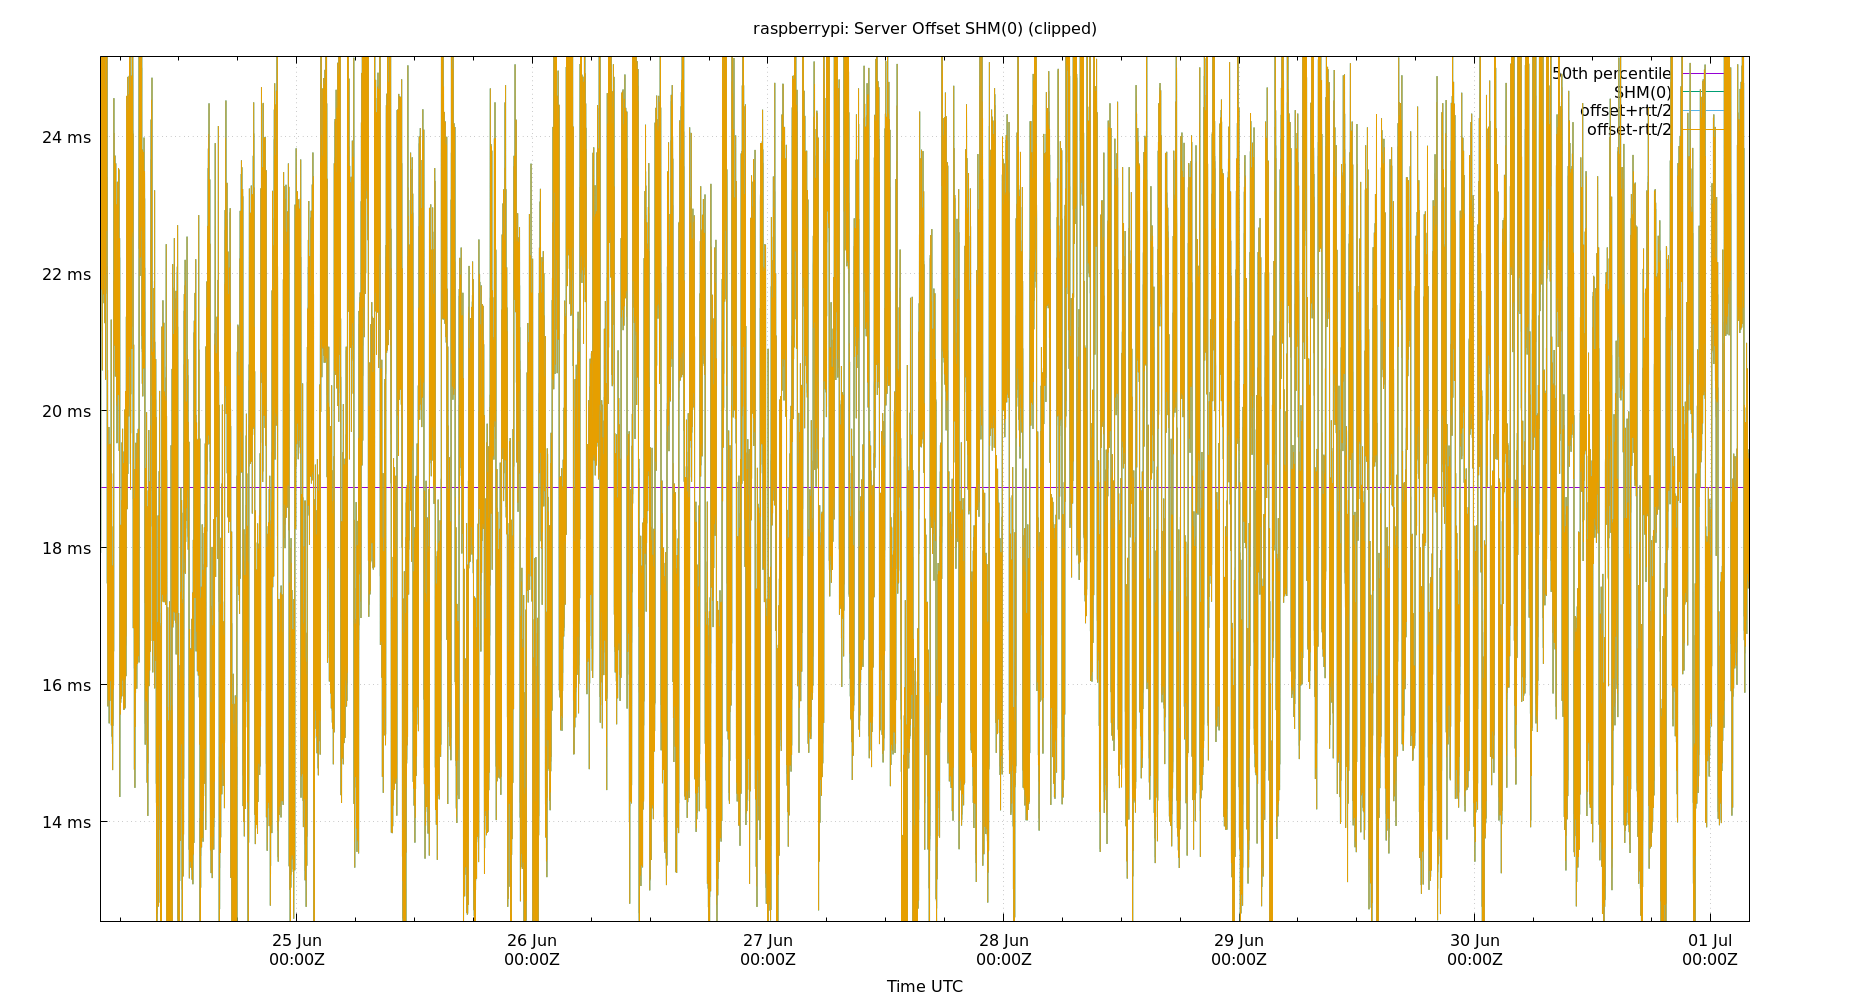 raspberrypi: Server Offset SHM(0) (clipped)
50th percentile
SHM(0)
offset+rtt/2
offset-rtt/2
24 ms
22 ms
20 ms
18 ms
16 ms
14 ms
25 Jun 26 Jun 27 Jun 28 Jun 29 Jun 30 Jun 01 Jul
00:00Z 00:00Z 00:00Z 00:00Z 00:00Z 00:00Z 00:00Z
Time UTC